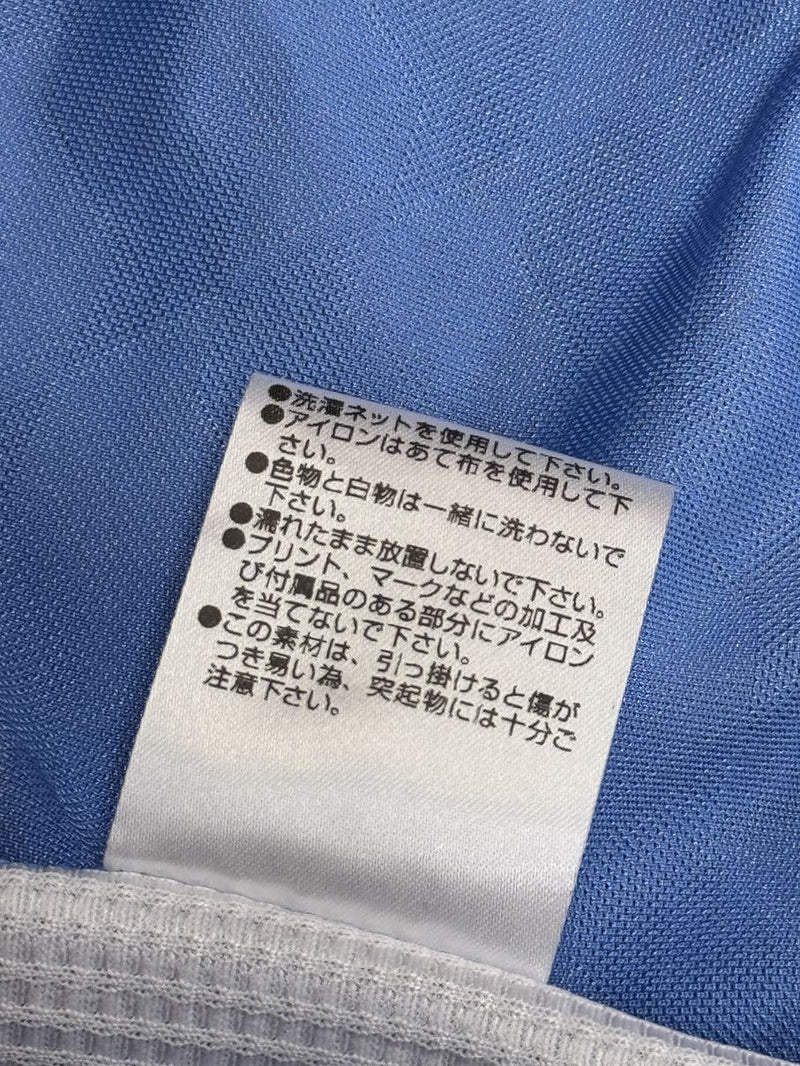 ●洗濯ネットを使用して下さい。
●アイロンはあて布を使用して下
さい。
●色物と白物は一緒に洗わないで
下さい。
●濡れたまま放置しないで下さい。
●プリント、マークなどの加工及
び付属品のある部分にアイロン
を当てないで下さい。
●この素材は、引っ掛けると傷が
つき易い為、突起物には十分ご
注意下さい。